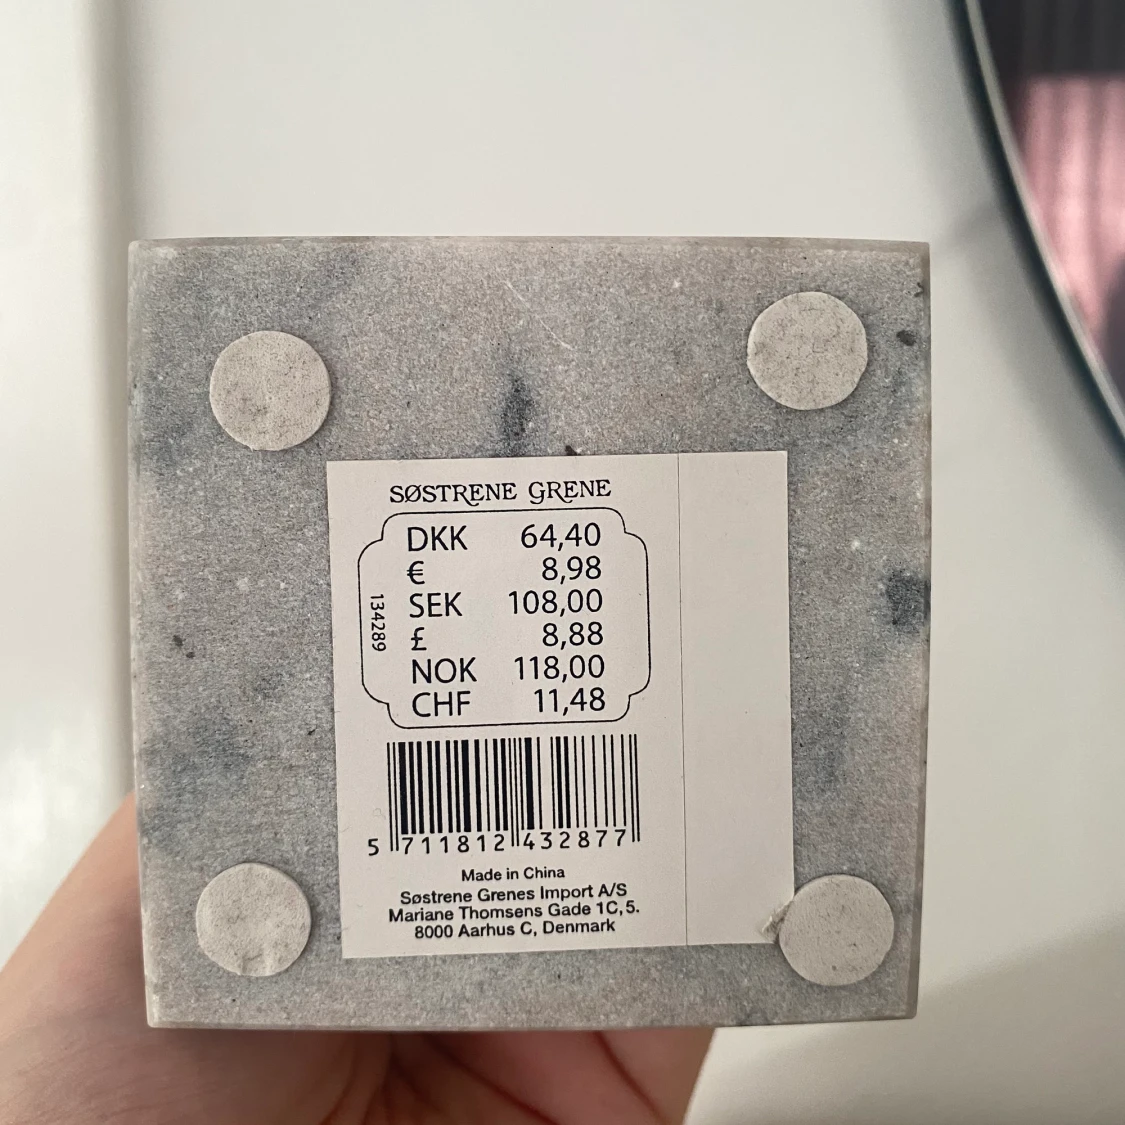 SØSTRENE GRENE
DKK 64,40
€ 8,98
SEK 108,00
£ 8,88
NOK 118,00
CHF 11,48
134289
5 711812 432877
Made in China
Søstrene Grenes Import A/S
Mariane Thomsens Gade 1C, 5.
8000 Aarhus C, Denmark